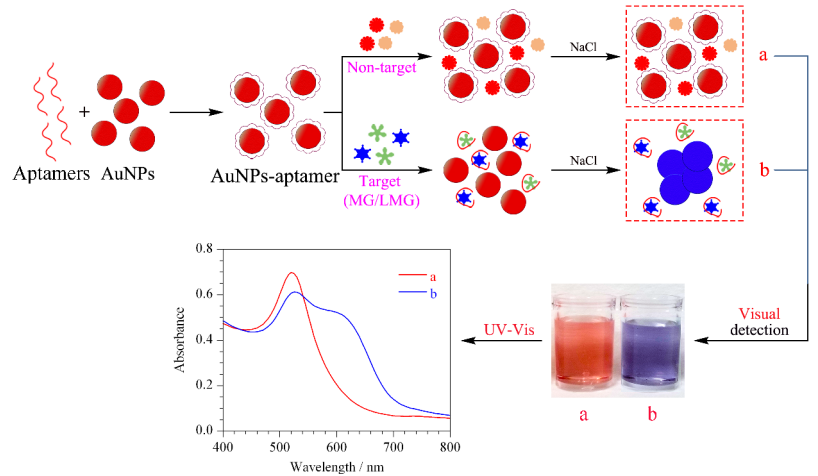 Aptamers
+
AuNPs
AuNPs-aptamer
Non-target
NaCl
a
Target
(MG/LMG)
NaCl
b
Visual
detection
a
b
UV-Vis
Absorbance
0.8
0.6
0.4
0.2
0.0
a
b
400
500
600
700
800
Wavelength / nm